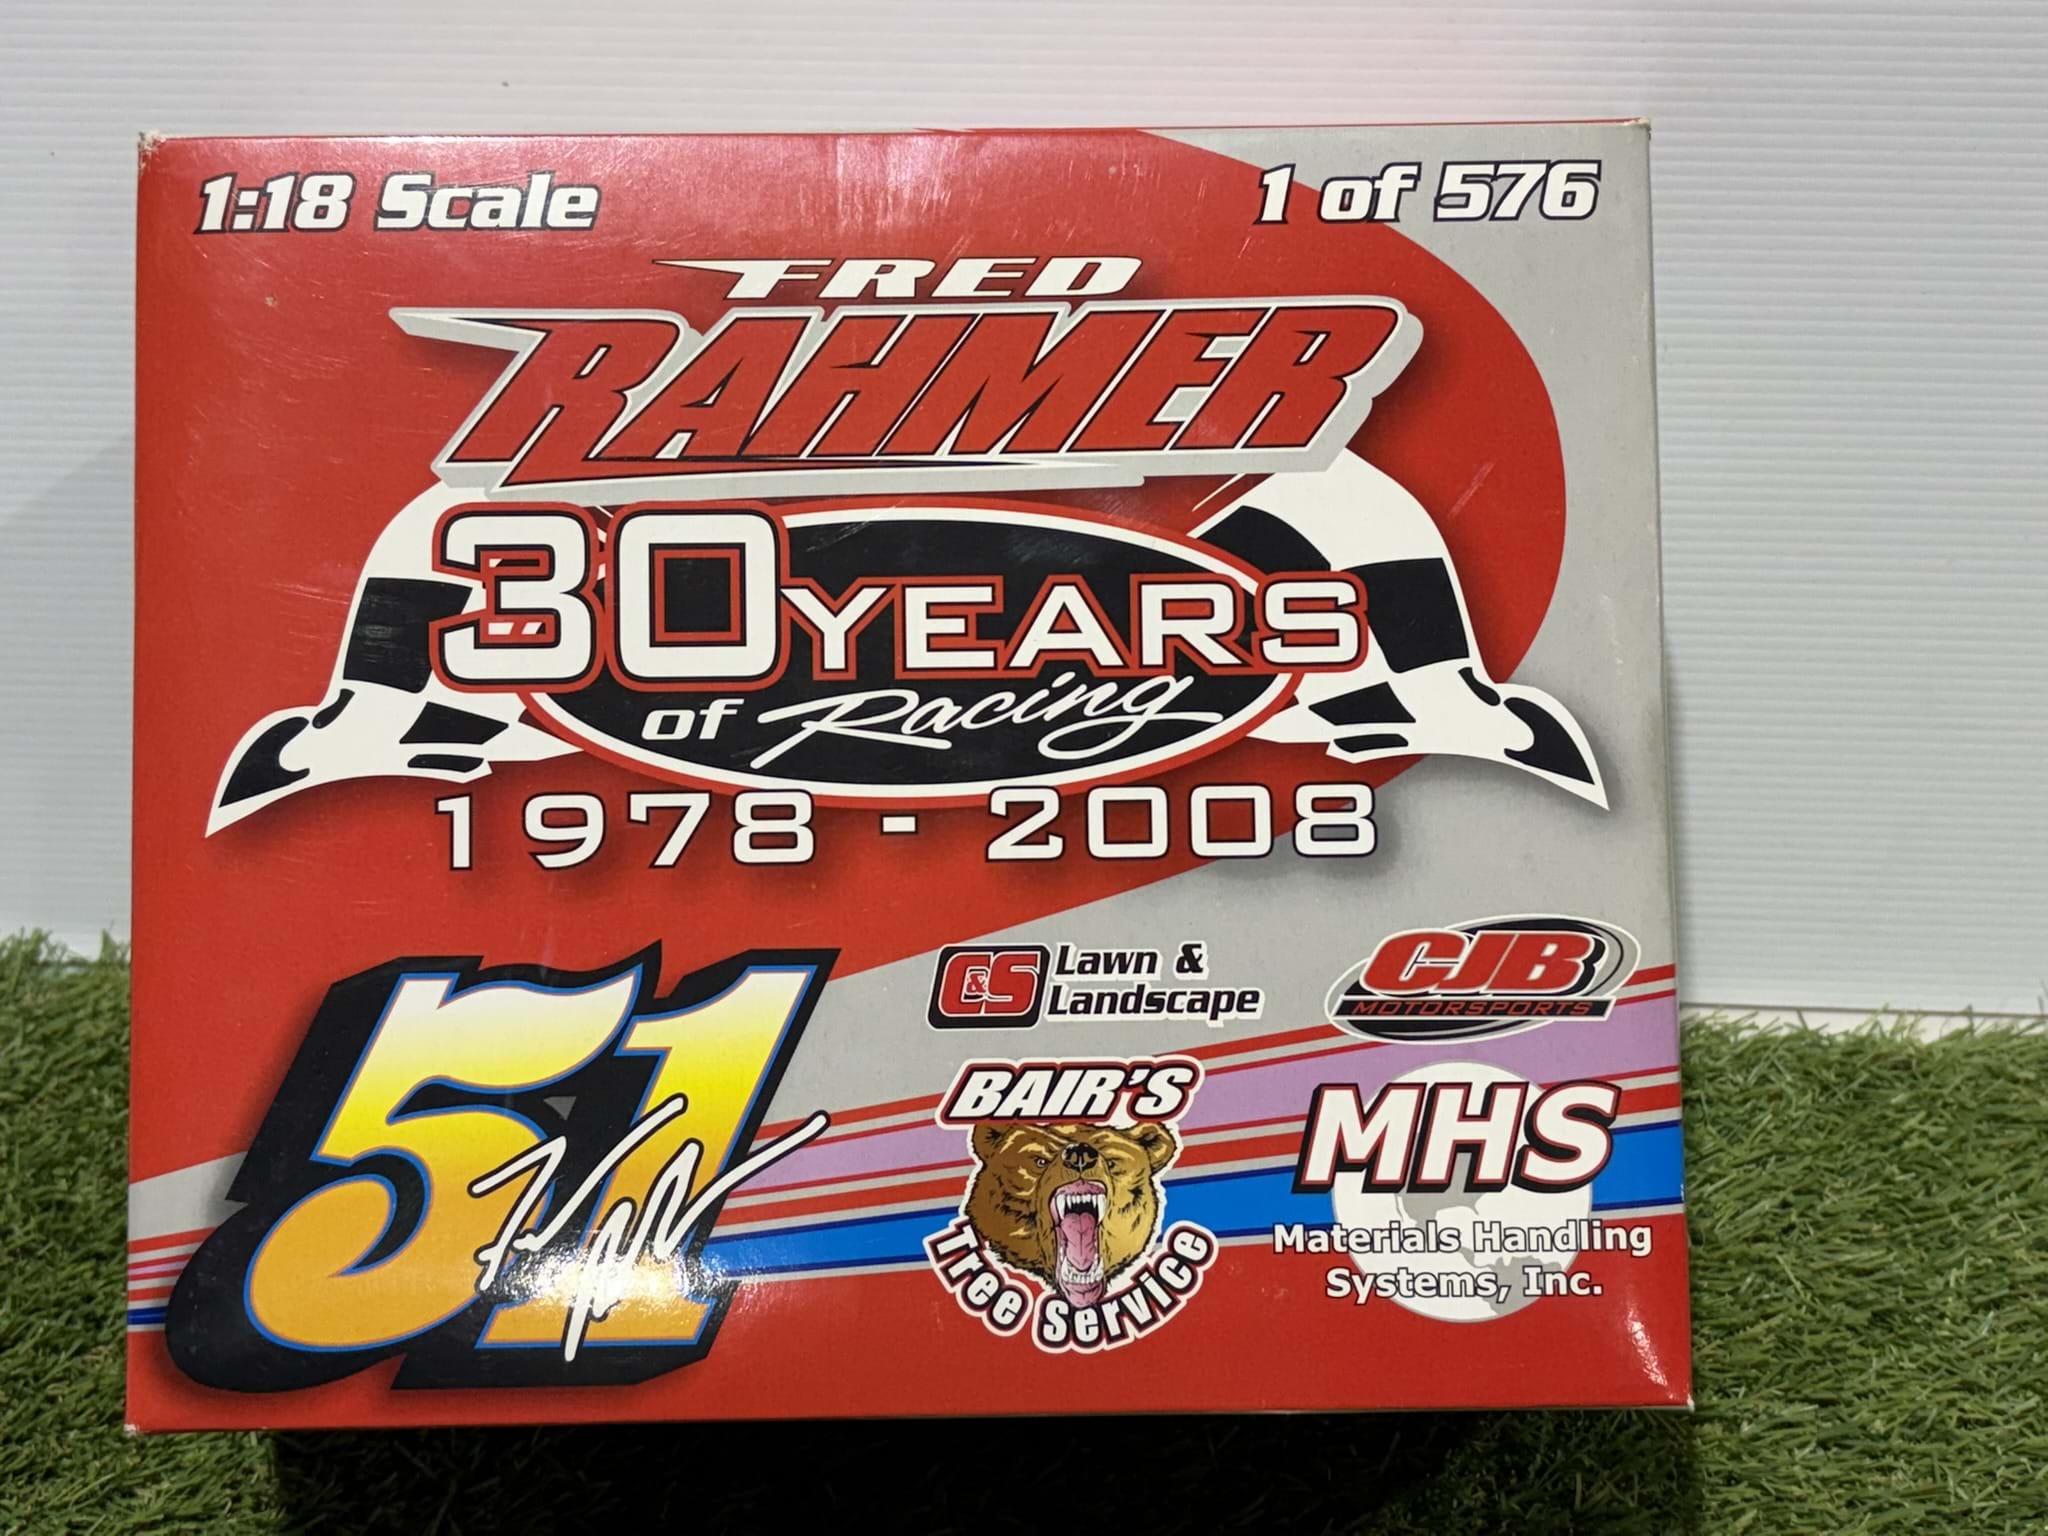 1:18 Scale
1 of 576
FRED
RAHMER
30 YEARS
of Racing
1978 - 2008
51
C&S Lawn &
Landscape
CJB
MOTORSPORTS
BAIR'S
Tree Service
MHS
Materials Handling
Systems, Inc.